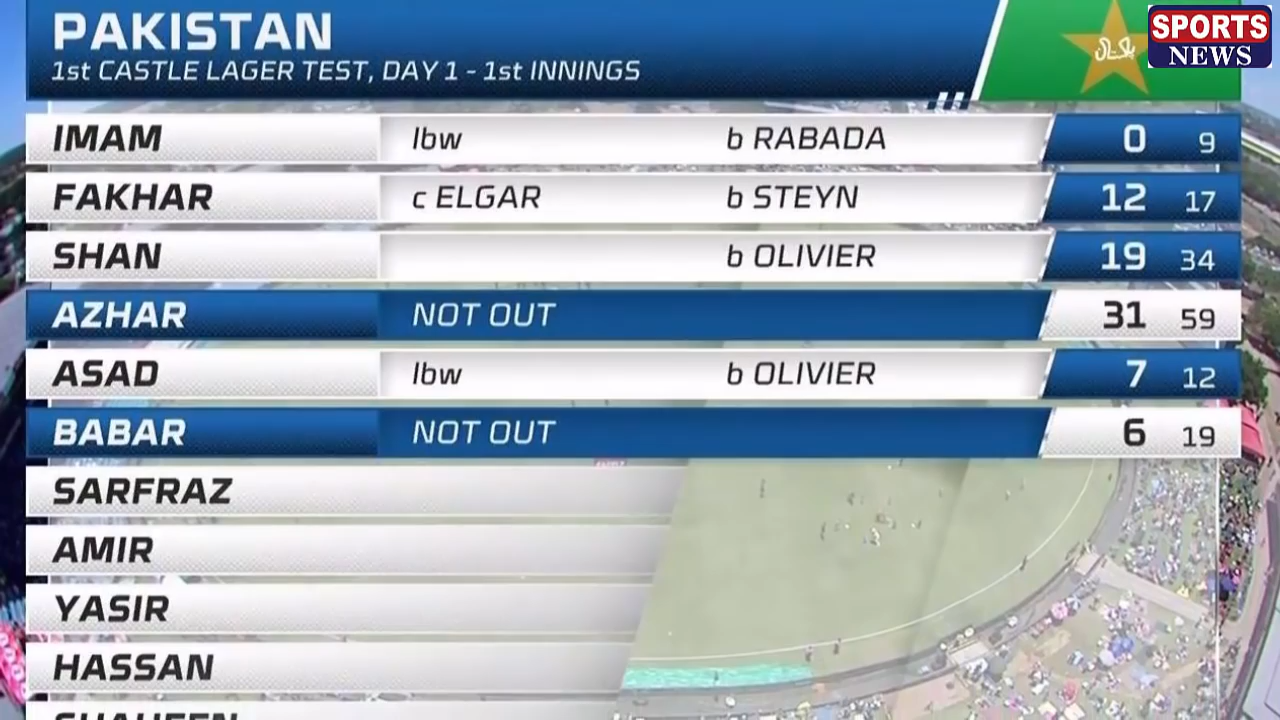 PAKISTAN
1st CASTLE LAGER TEST, DAY 1 - 1st INNINGS
SPORTS
NEWS
IMAM lbw b RABADA 0 9
FAKHAR c ELGAR b STEYN 12 17
SHAN b OLIVIER 19 34
AZHAR NOT OUT 31 59
ASAD lbw b OLIVIER 7 12
BABAR NOT OUT 6 19
SARFRAZ
AMIR
YASIR
HASSAN
SHAHEEN